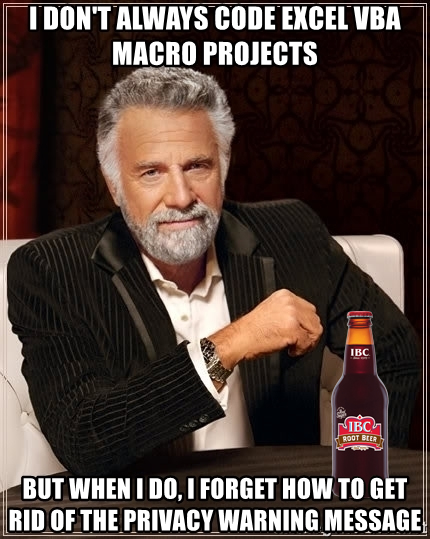 I DON'T ALWAYS CODE EXCEL VBA
MACRO PROJECTS
IBC
IBC
ROOT BEER
BUT WHEN I DO, I FORGET HOW TO GET
RID OF THE PRIVACY WARNING MESSAGE